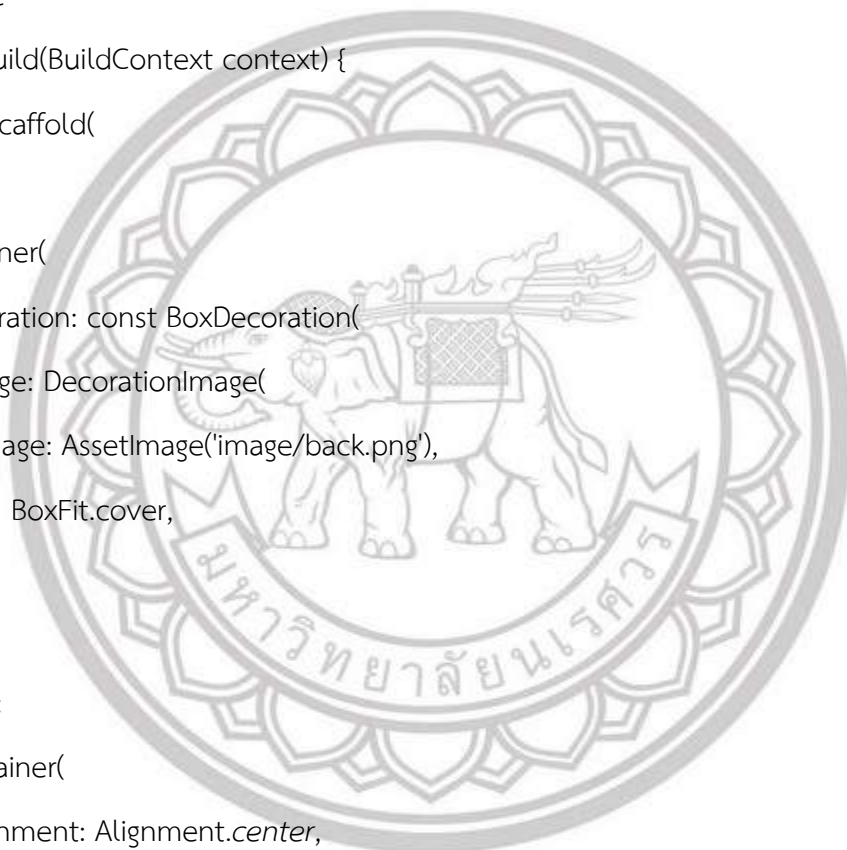 uild(BuildContext context) {
caffold(
ner(
ration: const BoxDecoration(
ge: DecorationImage(
age: AssetImage('image/back.png'),
BoxFit.cover,
มหาวิทยาลัยนเรศวร
ainer(
nment: Alignment.center,